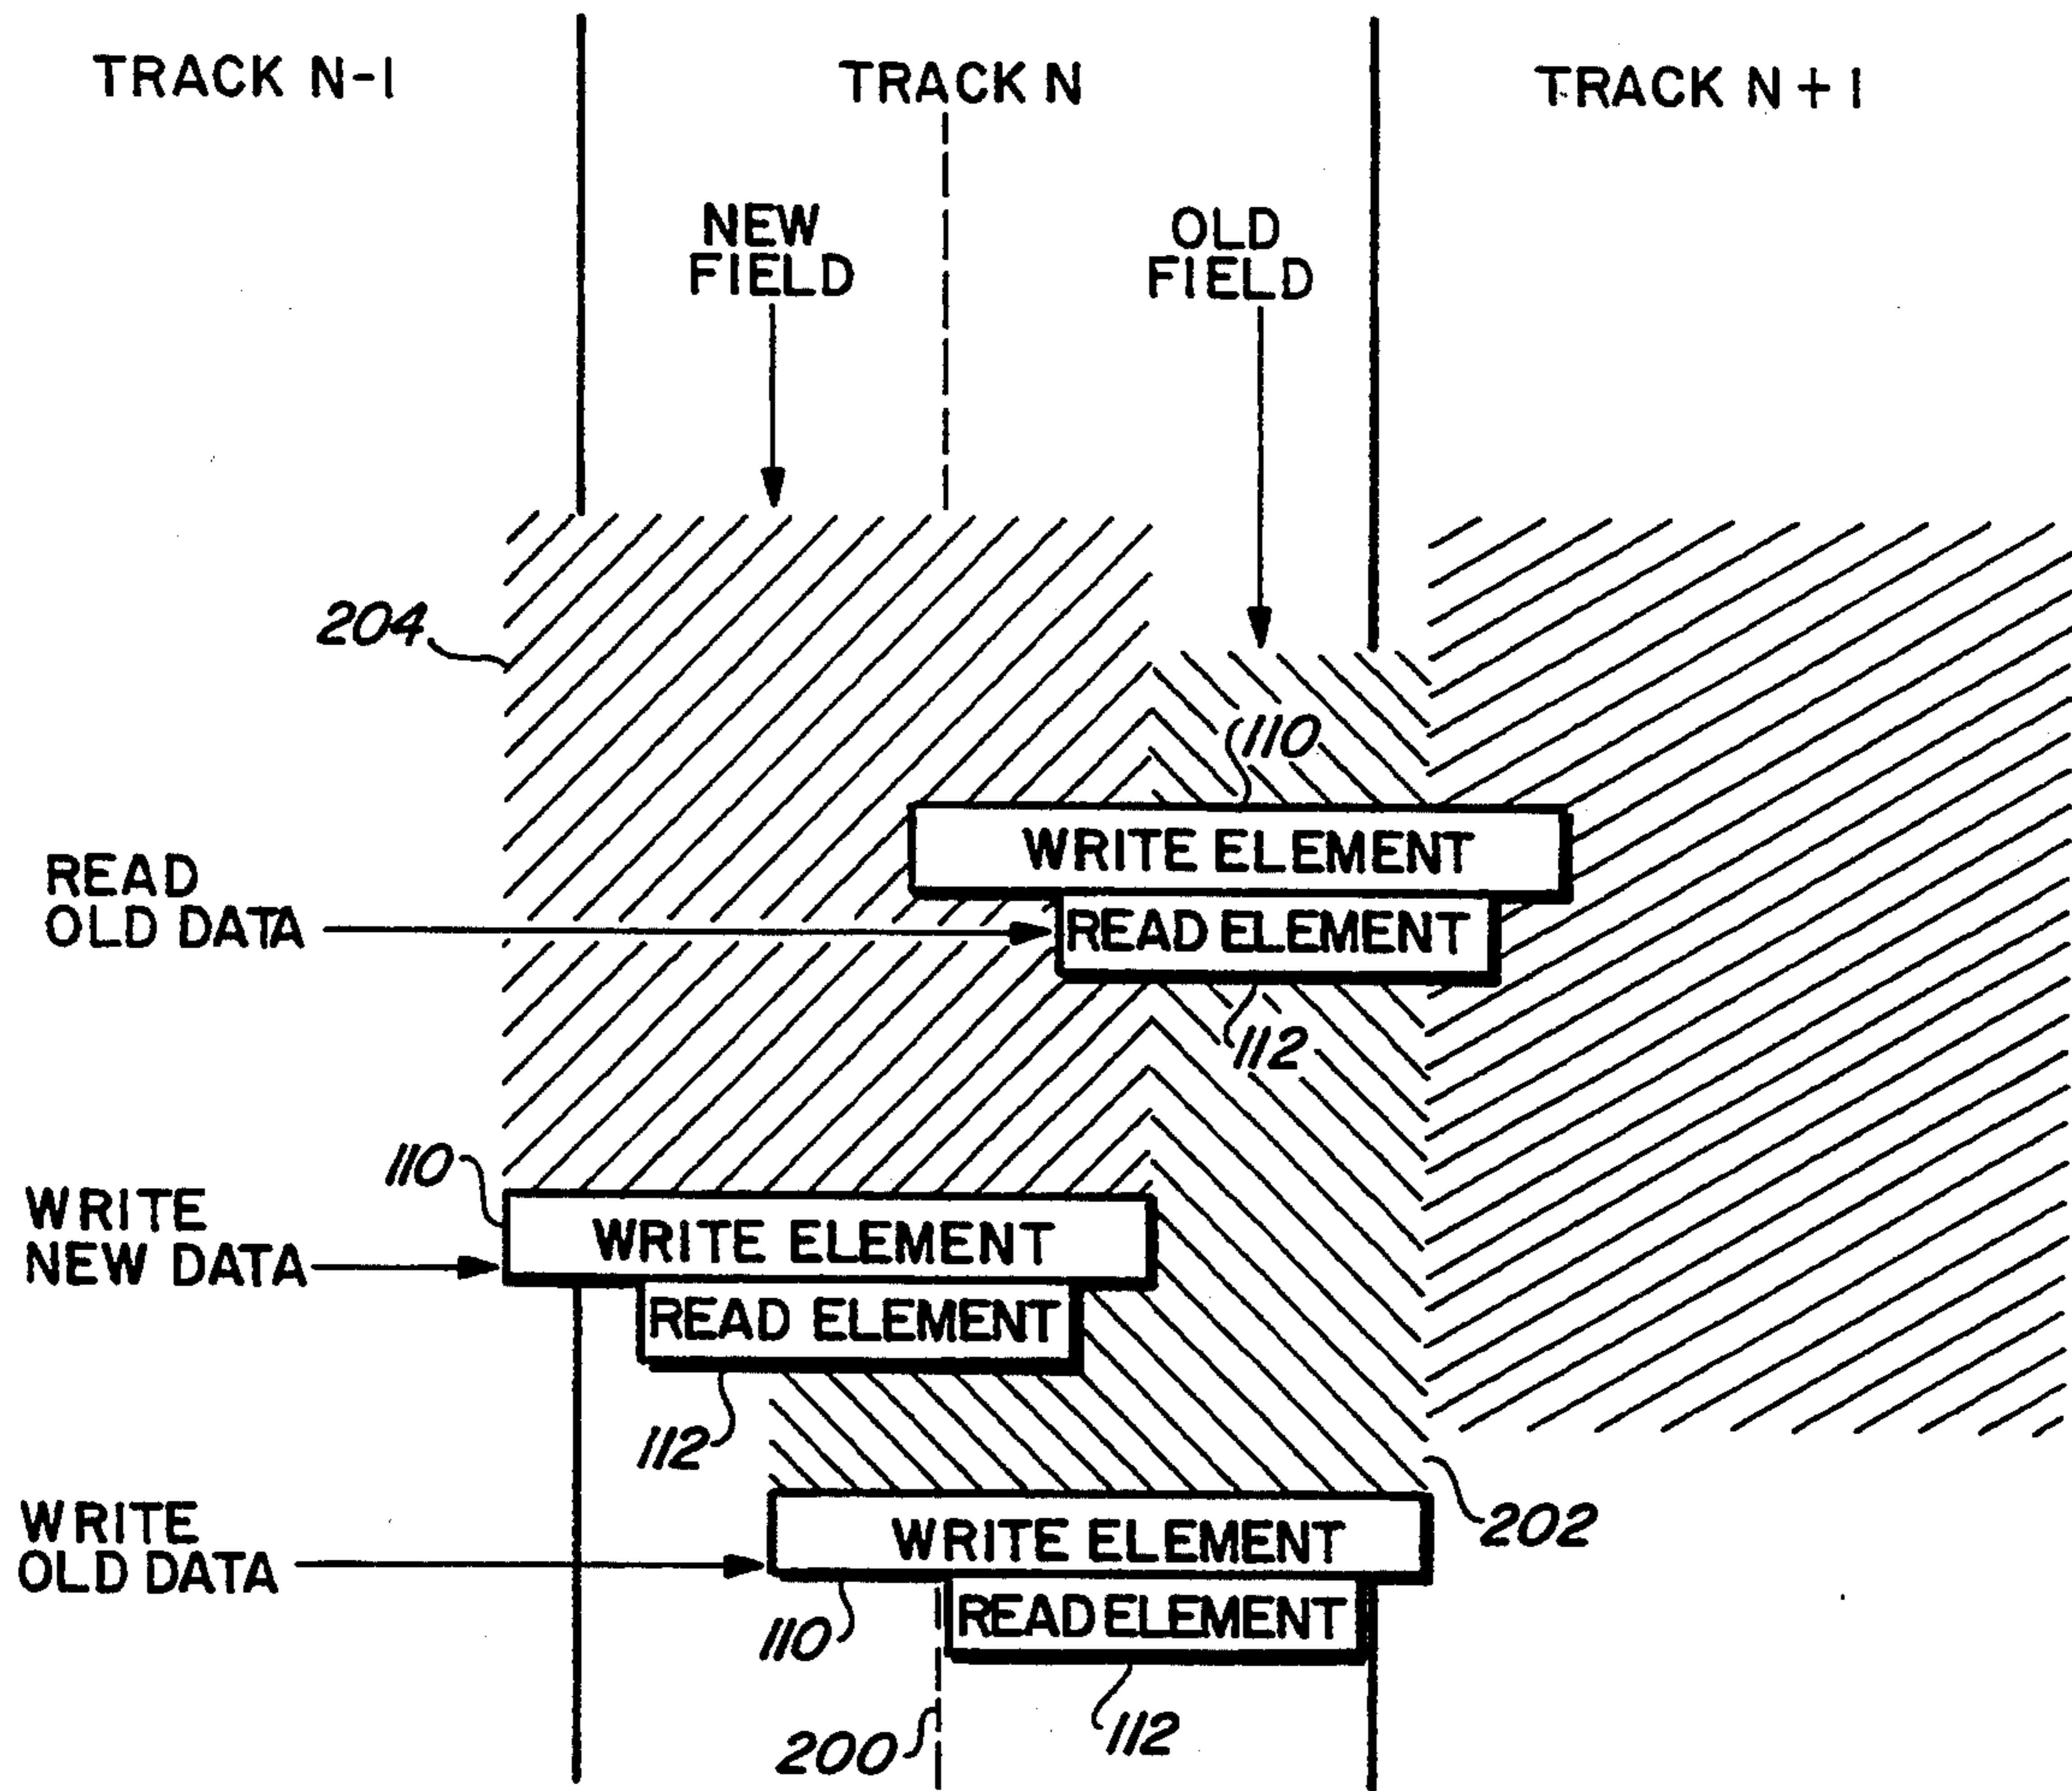 TRACK N-1
TRACK N
TRACK N+1
NEW
FIELD
OLD
FIELD
204
110
WRITE ELEMENT
READ
OLD DATA
READ ELEMENT
112
110
WRITE
NEW DATA
WRITE ELEMENT
READ ELEMENT
112
202
WRITE
OLD DATA
WRITE ELEMENT
READ ELEMENT
110
200
112